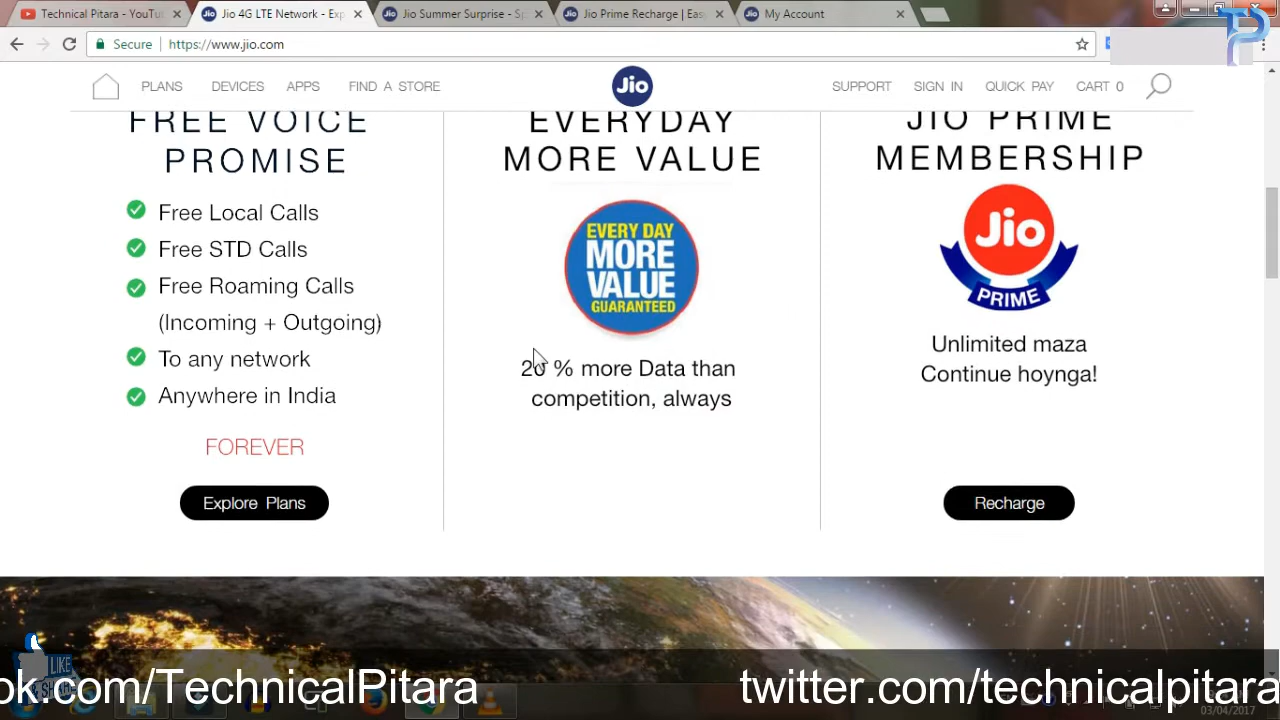 Technical Pitara - YouTu
Jio 4G LTE Network - Exp
Jio Summer Surprise - Sp
Jio Prime Recharge | Eas
My Account
Secure
https://www.jio.com
PLANS
DEVICES
APPS
FIND A STORE
Jio
SUPPORT
SIGN IN
QUICK PAY
CART 0
FREE VOICE
PROMISE
Free Local Calls
Free STD Calls
Free Roaming Calls
(Incoming + Outgoing)
To any network
Anywhere in India
FOREVER
Explore Plans
EVERYDAY
MORE VALUE
EVERY DAY
MORE
VALUE
GUARANTEED
20 % more Data than
competition, always
JIO PRIME
MEMBERSHIP
Jio
PRIME
Unlimited maza
Continue hoynga!
Recharge
LIKE
& SHARE
ok.com/TechnicalPitara
twitter.com/technicalpitara
03/04/2017